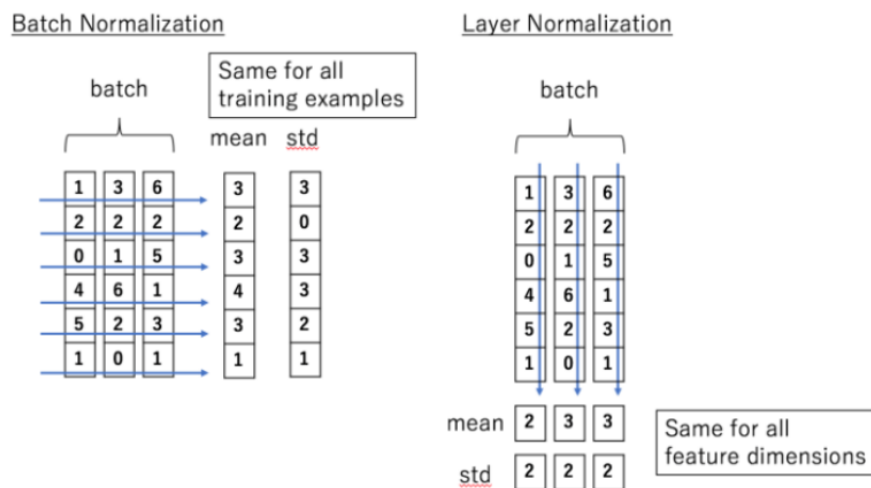 Batch Normalization
Same for all
training examples
batch
mean std
1 3 6 3 3
2 2 2 2 0
0 1 5 3 3
4 6 1 4 3
5 2 3 3 2
1 0 1 1 1
Layer Normalization
batch
1 3 6
2 2 2
0 1 5
4 6 1
5 2 3
1 0 1
mean 2 3 3
std 2 2 2
Same for all
feature dimensions